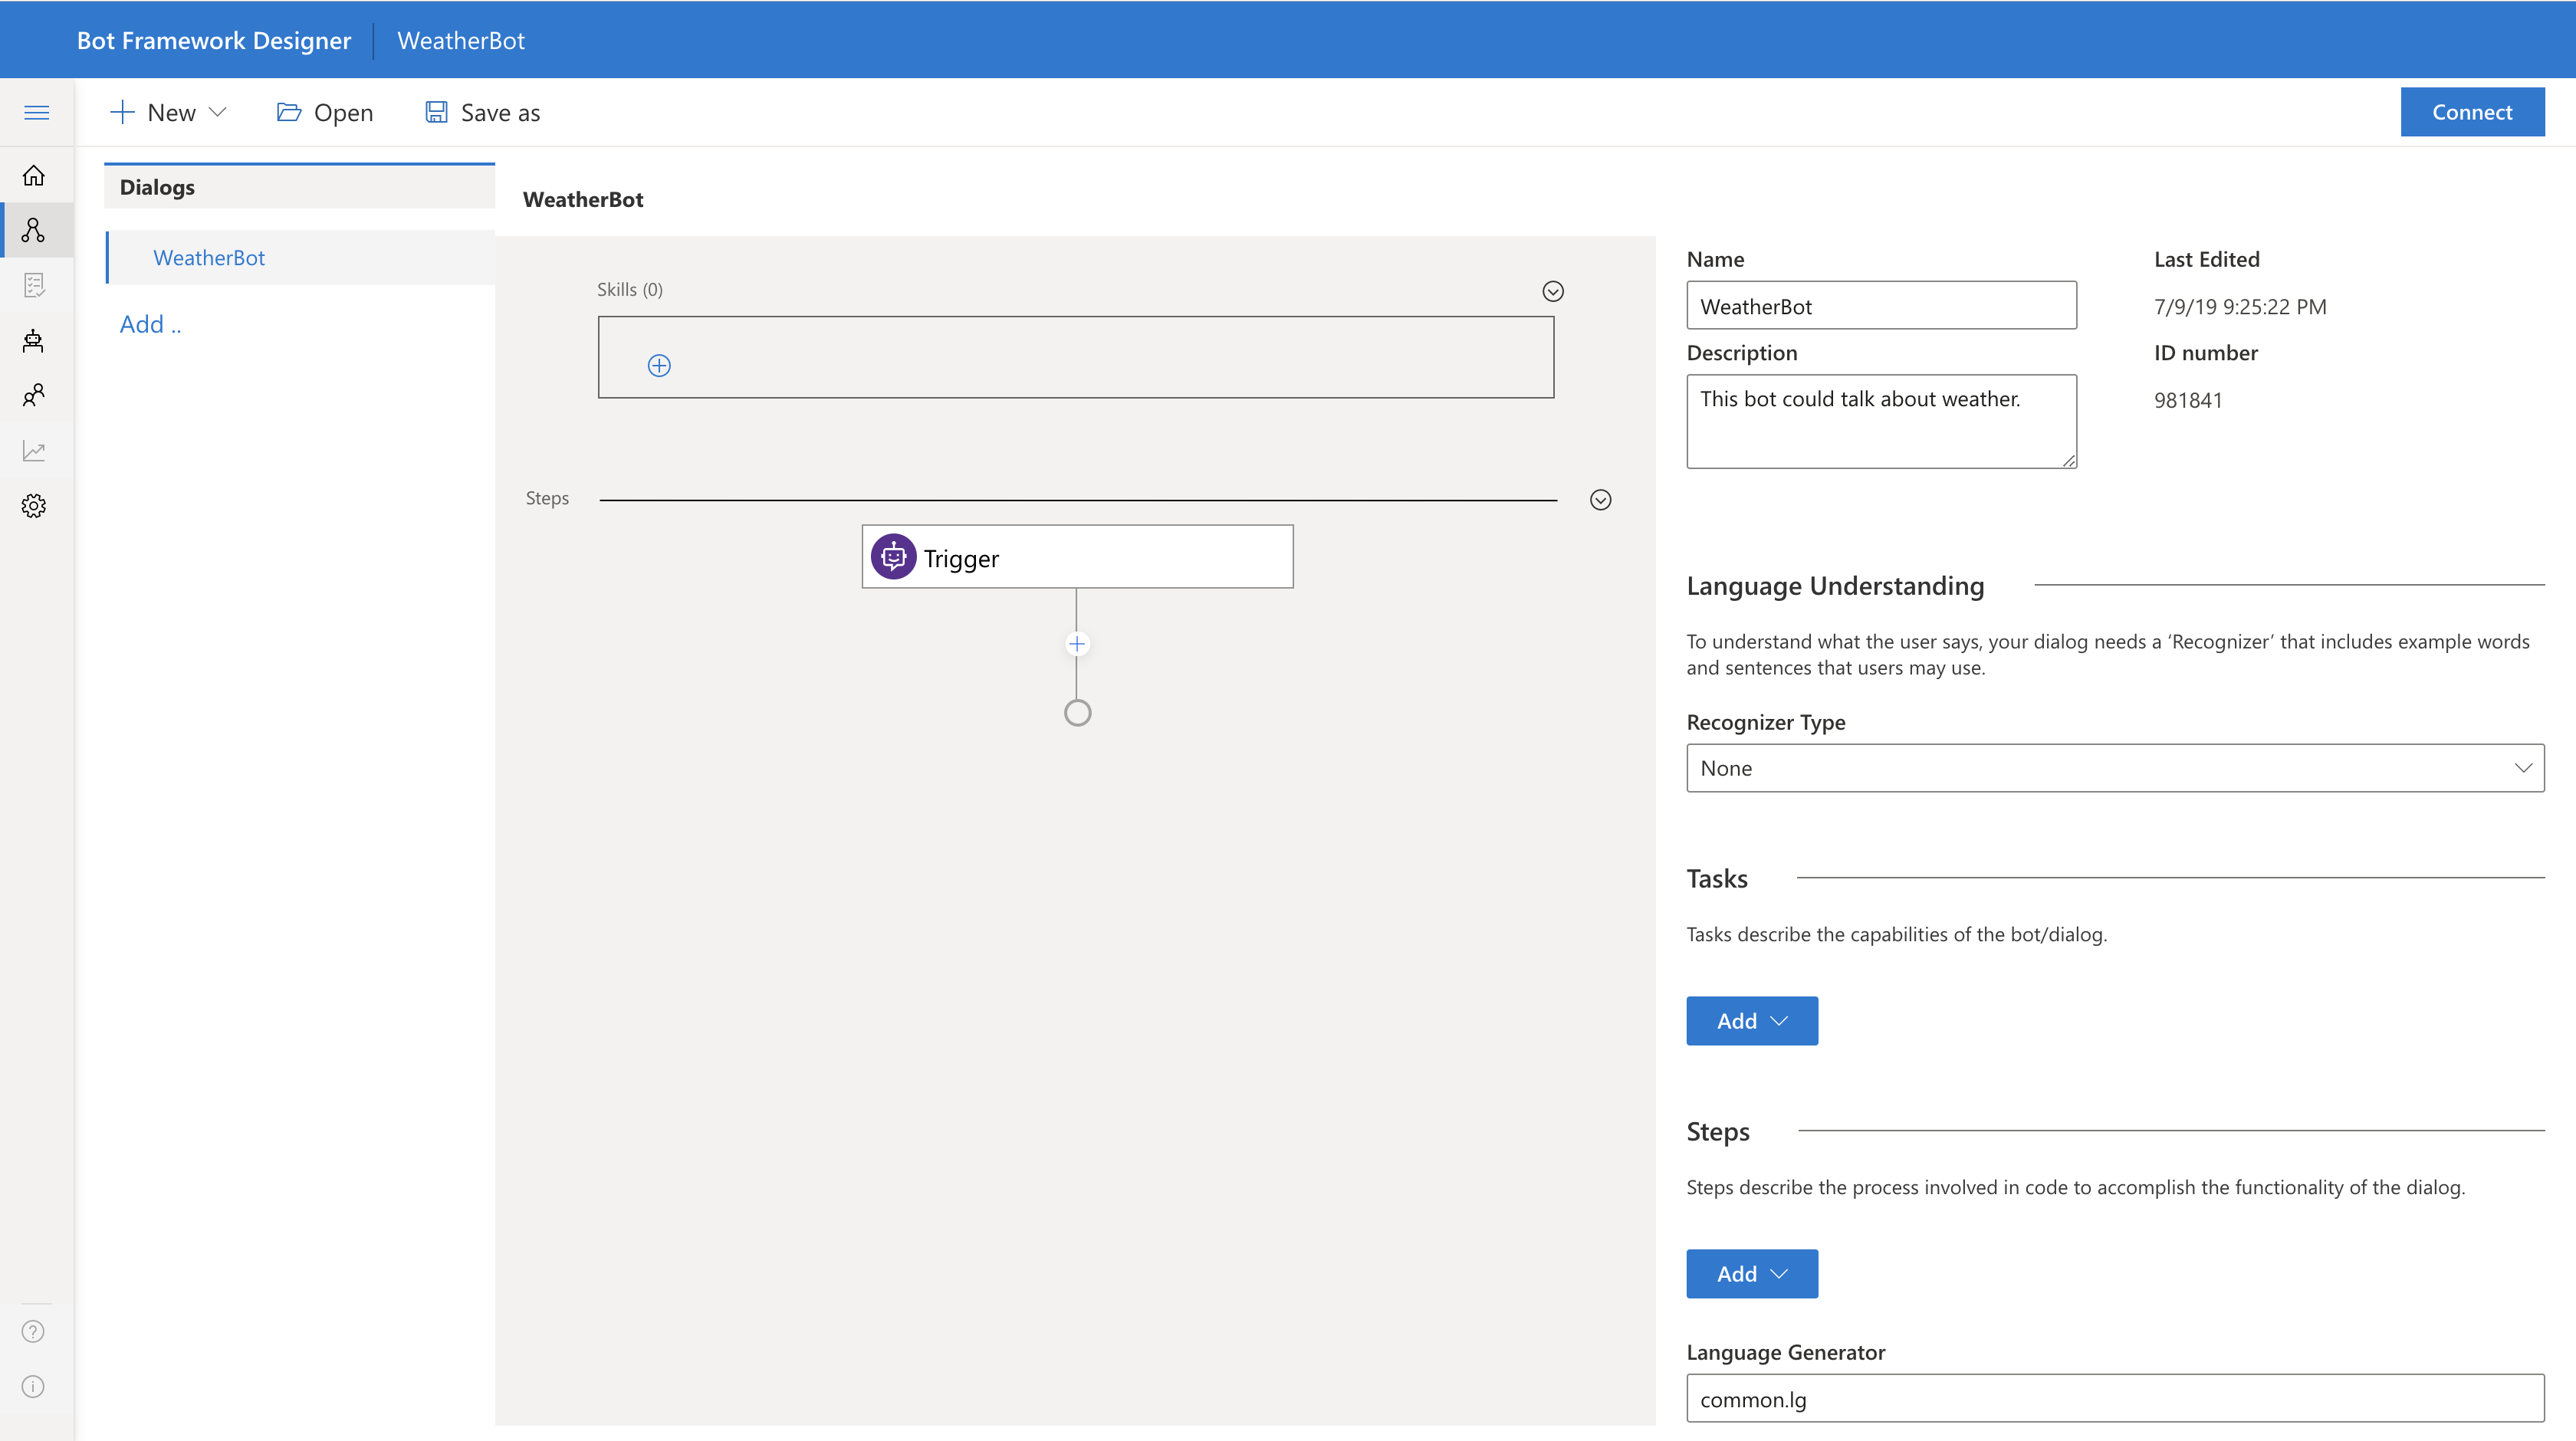 Bot Framework Designer
WeatherBot
New
Open
Save as
Connect
Dialogs
WeatherBot
Add ..
WeatherBot
Skills (0)
Steps
Trigger
Name
WeatherBot
Last Edited
7/9/19 9:25:22 PM
Description
This bot could talk about weather.
ID number
981841
Language Understanding
To understand what the user says, your dialog needs a ‘Recognizer’ that includes example words
and sentences that users may use.
Recognizer Type
None
Tasks
Tasks describe the capabilities of the bot/dialog.
Add
Steps
Steps describe the process involved in code to accomplish the functionality of the dialog.
Add
Language Generator
common.lg